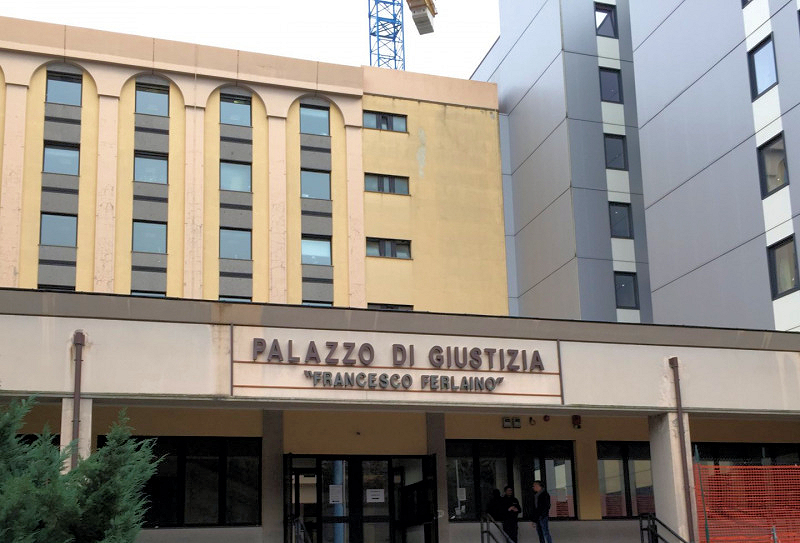 PALAZZO DI GIUSTIZIA
"FRANCESCO FERLAINO"